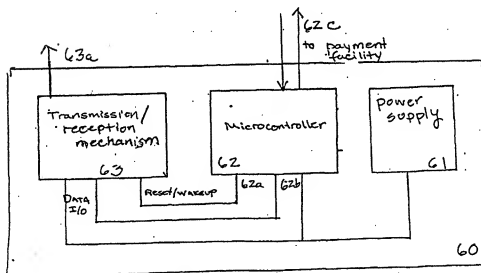 62c
to payment
facility
63a
Transmission/
reception
mechanism
63
Microcontroller
62
power
supply
61
DATA
I/O
Reset/wakeup
62a
62b
60